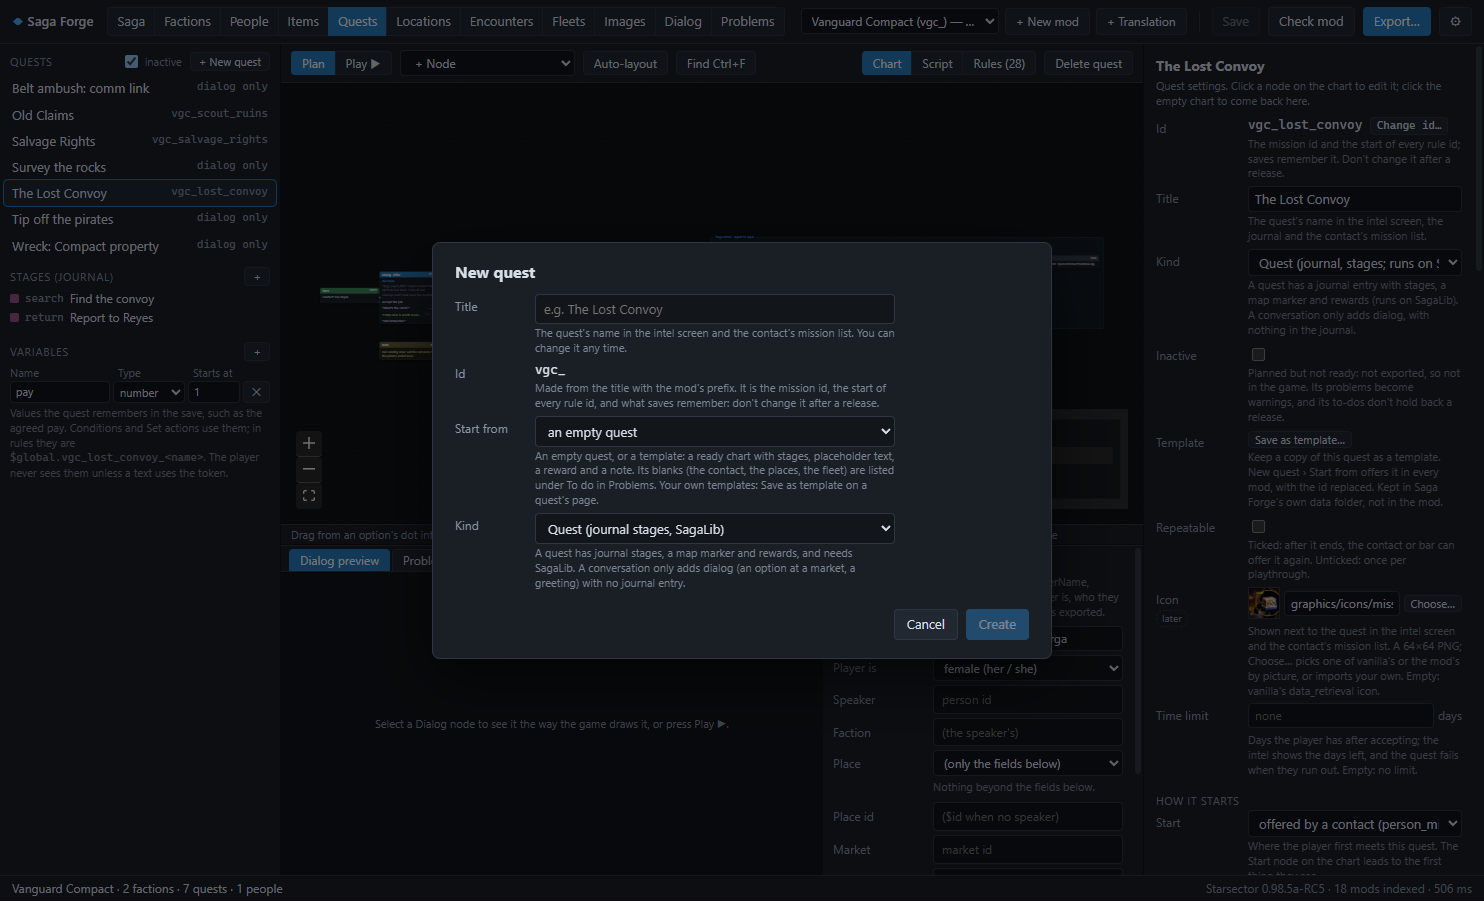 Saga Forge
Saga Factions People Items Quests Locations Encounters Fleets Images Dialog Problems
Vanguard Compact (vgc_) — ...
+ New mod
+ Translation
Save
Check mod
Export...
QUESTS
inactive
+ New quest
Belt ambush: comm link dialog only
Old Claims vgc_scout_ruins
Salvage Rights vgc_salvage_rights
Survey the rocks dialog only
The Lost Convoy vgc_lost_convoy
Tip off the pirates dialog only
Wreck: Compact property dialog only
STAGES (JOURNAL)
+
search Find the convoy
return Report to Reyes
VARIABLES
+
Name Type Starts at
pay number 1
Values the quest remembers in the save, such as the
agreed pay. Conditions and Set actions use them; in
rules they are
$global.vgc_lost_convoy_<name>. The player
never sees them unless a text uses the token.
Plan
Play ▶
+ Node
Auto-layout
Find Ctrl+F
Chart
Script
Rules (28)
Delete quest
Drag from an option's dot int
Dialog preview
Probl
Select a Dialog node to see it the way the game draws it, or press Play ▶.
New quest
Title
e.g. The Lost Convoy
The quest's name in the intel screen and the contact's mission list. You can
change it any time.
Id
vgc_
Made from the title with the mod's prefix. It is the mission id, the start of
every rule id, and what saves remember: don't change it after a release.
Start from
an empty quest
An empty quest, or a template: a ready chart with stages, placeholder text,
a reward and a note. Its blanks (the contact, the places, the fleet) are listed
under To do in Problems. Your own templates: Save as template on a
quest's page.
Kind
Quest (journal stages, SagaLib)
A quest has journal stages, a map marker and rewards, and needs
SagaLib. A conversation only adds dialog (an option at a market, a
greeting) with no journal entry.
Cancel
Create
erName,
er is, who they
s exported.
rga
Player is
female (her / she)
Speaker
person id
Faction
(the speaker's)
Place
(only the fields below)
Nothing beyond the fields below.
Place id
($id when no speaker)
Market
market id
The Lost Convoy
Quest settings. Click a node on the chart to edit it; click the
empty chart to come back here.
Id
vgc_lost_convoy
Change id…
The mission id and the start of every rule id;
saves remember it. Don't change it after a
release.
Title
The Lost Convoy
The quest's name in the intel screen, the
journal and the contact's mission list.
Kind
Quest (journal, stages; runs on S
A quest has a journal entry with stages, a
map marker and rewards (runs on SagaLib).
A conversation only adds dialog, with
nothing in the journal.
Inactive
Planned but not ready: not exported, so not
in the game. Its problems become
warnings, and its to-dos don't hold back a
release.
Template
Save as template...
Keep a copy of this quest as a template.
New quest › Start from offers it in every
mod, with the id replaced. Kept in Saga
Forge's own data folder, not in the mod.
Repeatable
Ticked: after it ends, the contact or bar can
offer it again. Unticked: once per
playthrough.
Icon
later
graphics/icons/miss
Choose...
Shown next to the quest in the intel screen
and the contact's mission list. A 64×64 PNG;
Choose... picks one of vanilla's or the mod's
by picture, or imports your own. Empty:
vanilla's data_retrieval icon.
Time limit
none
days
Days the player has after accepting; the
intel shows the days left, and the quest fails
when they run out. Empty: no limit.
HOW IT STARTS
Start
offered by a contact (person_mi
Where the player first meets this quest. The
Start node on the chart leads to the first
Vanguard Compact · 2 factions · 7 quests · 1 people
Starsector 0.98.5a-RC5 · 18 mods indexed · 506 ms